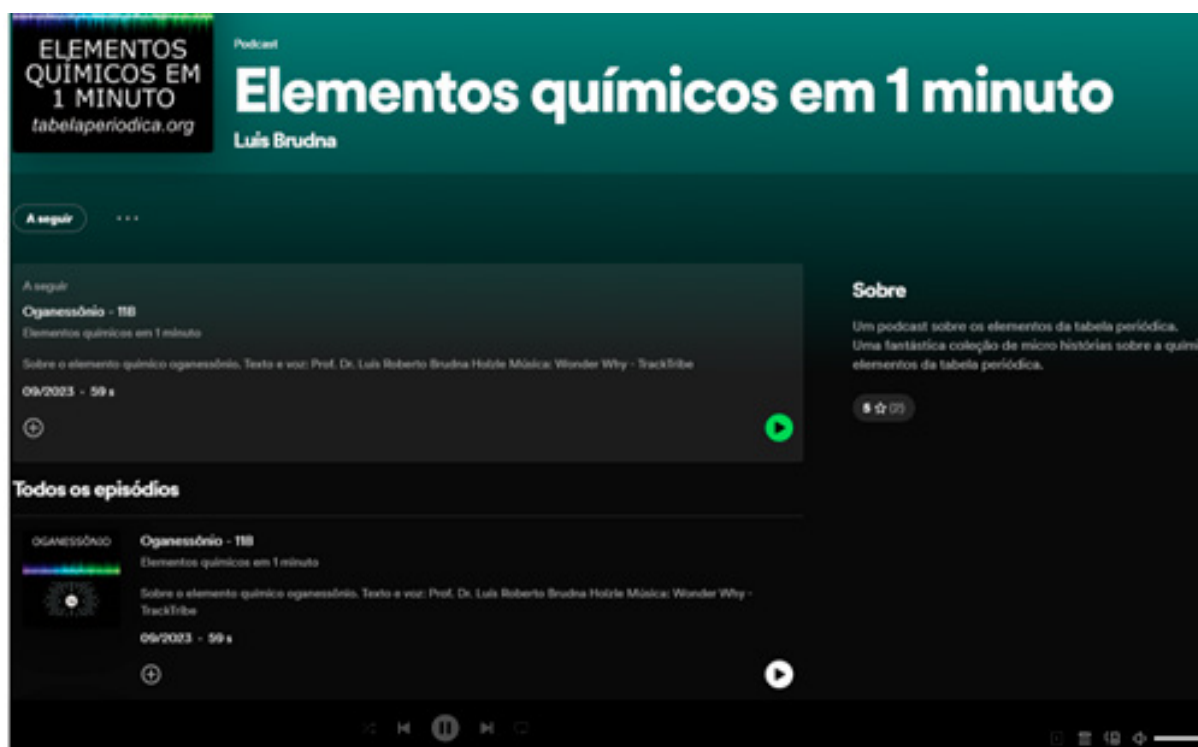 ELEMENTOS
QUÍMICOS EM
1 MINUTO
tabelaperiodica.org
Podcast
Elementos químicos em 1 minuto
Luis Brudna
A seguir
A seguir
Oganessônio - 118
Elementos químicos em 1 minuto
Sobre o elemento químico oganessônio. Texto e voz: Prof. Dr. Luis Roberto Brudna Holzle Música: Wonder Why - TrackTribe
09/2023 - 59 s
Sobre
Um podcast sobre os elementos da tabela periódica.
Uma fantástica coleção de micro histórias sobre a
elementos da tabela periódica.
5 (2)
Todos os episódios
OGANESSÔNIO
Oganessônio - 118
Elementos químicos em 1 minuto
Sobre o elemento químico oganessônio. Texto e voz: Prof. Dr. Luis Roberto Brudna Holzle Música: Wonder Why -
TrackTribe
09/2023 - 59 s